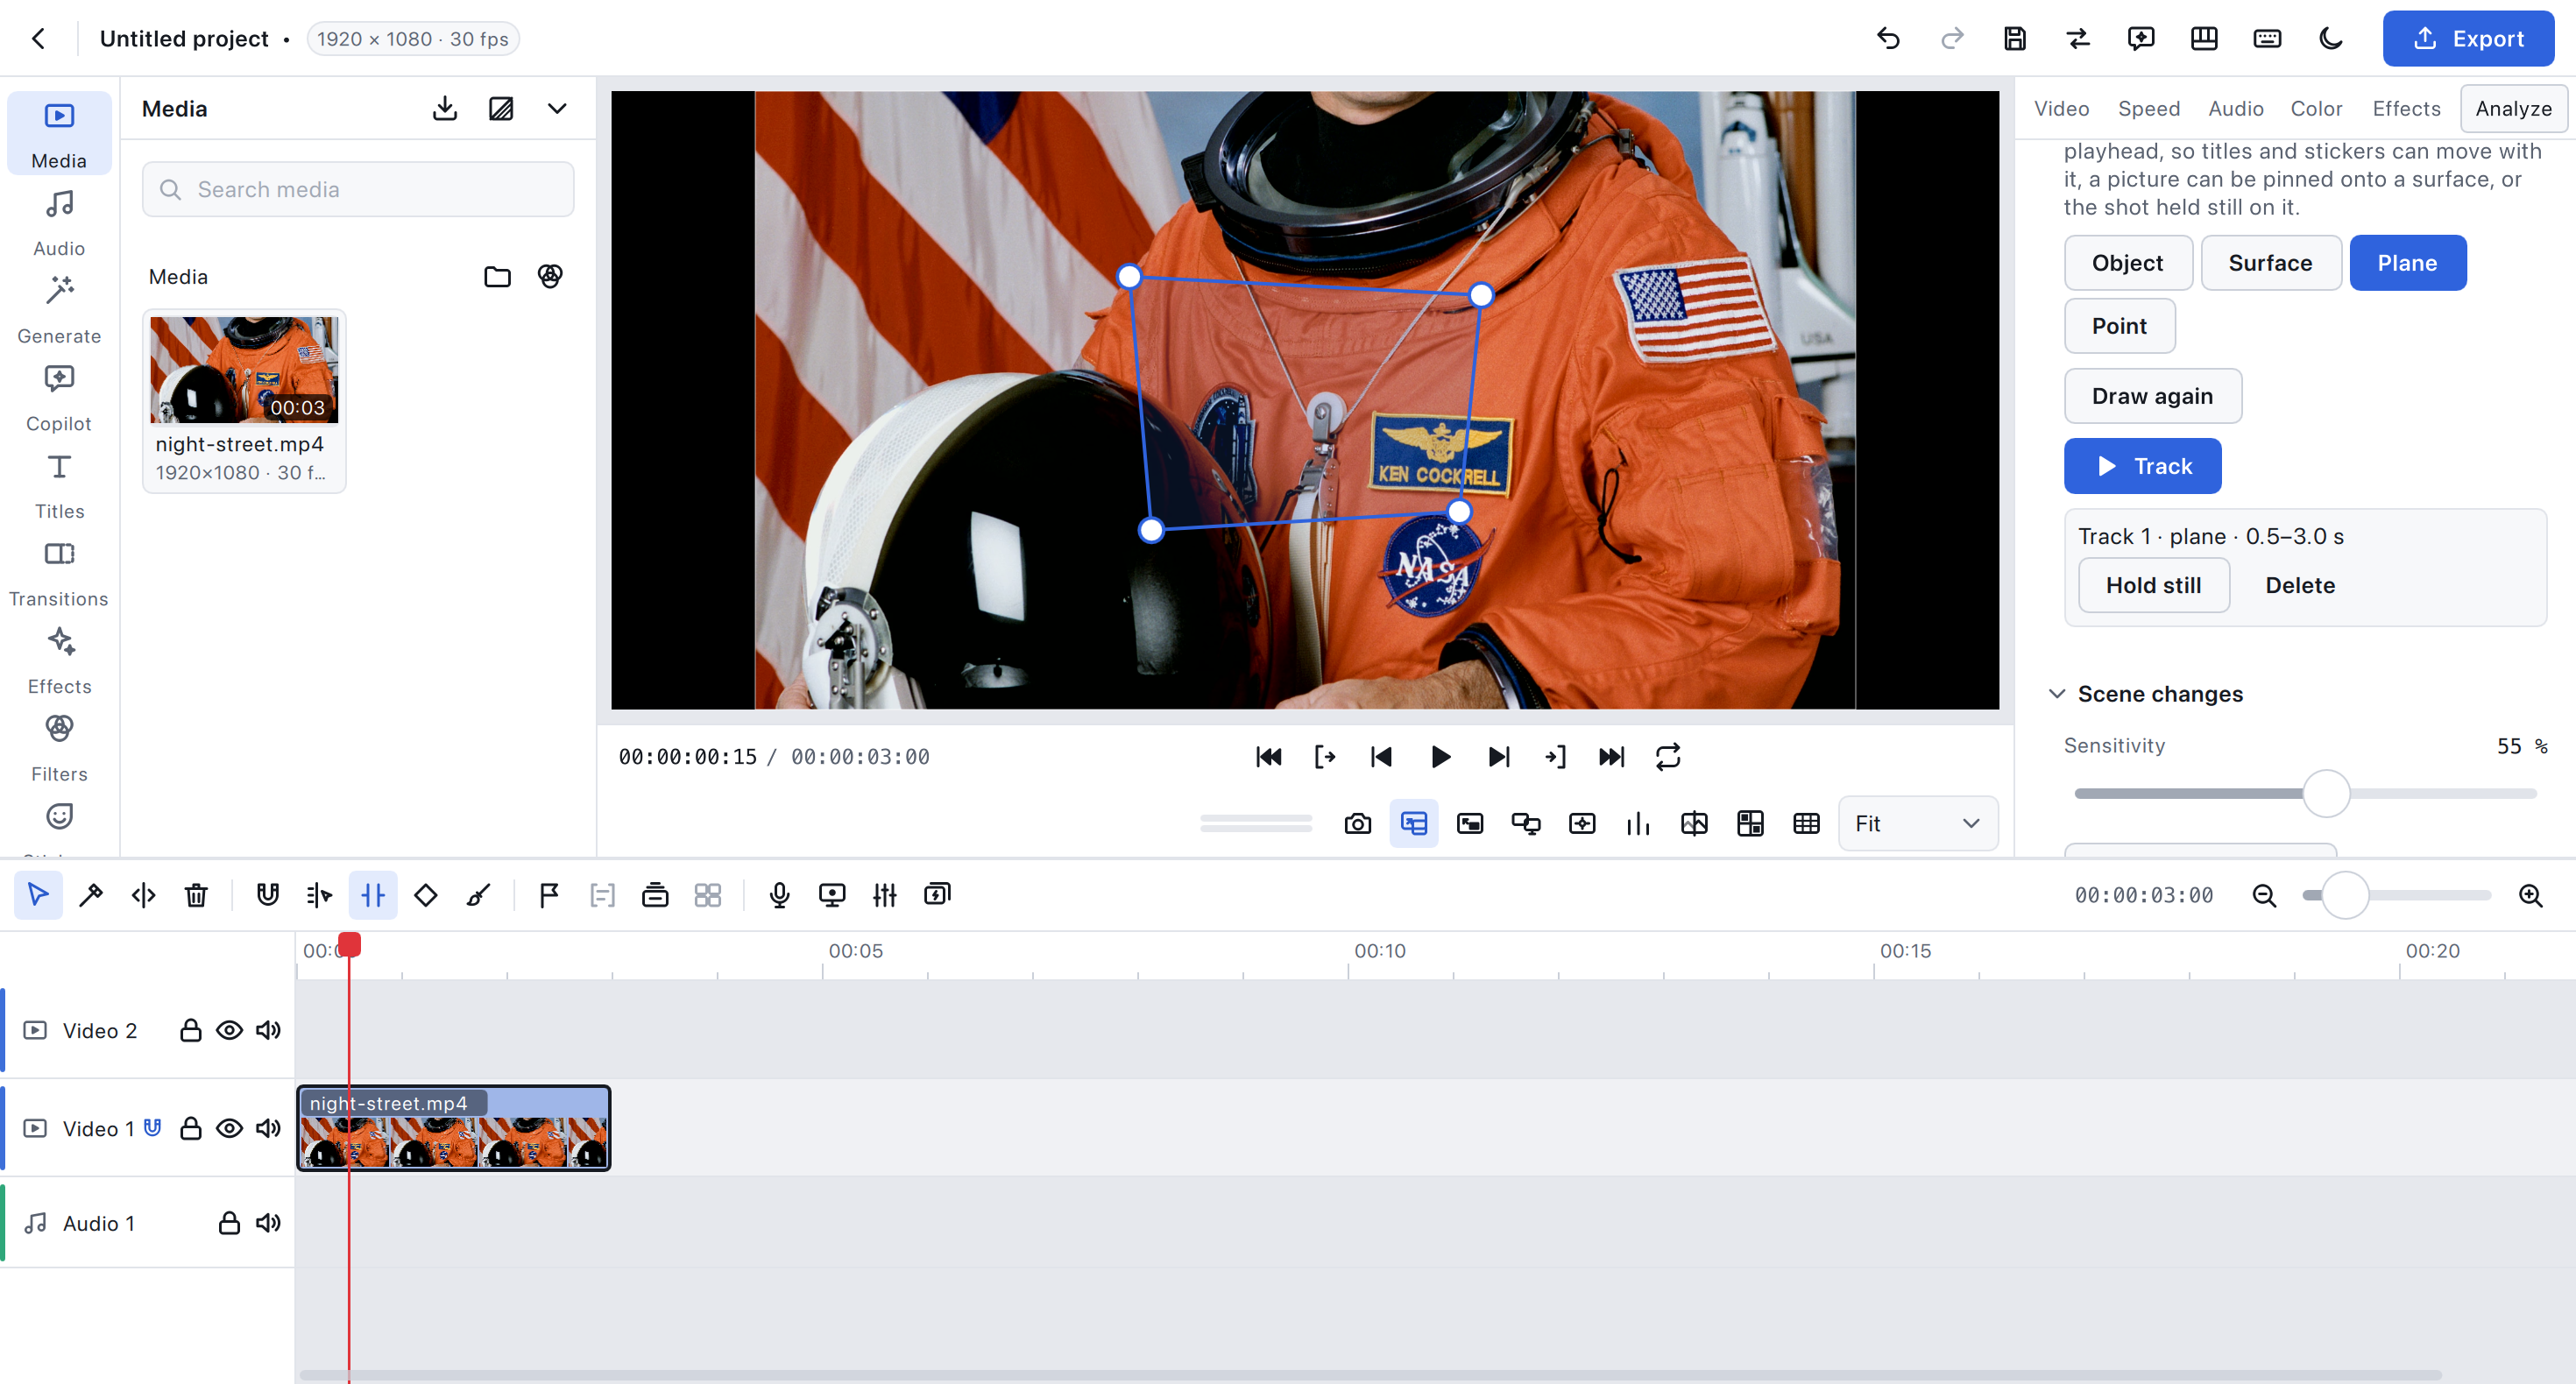 Untitled project •
1920 × 1080 · 30 fps
Export
Media
Audio
Generate
Copilot
Titles
Transitions
Effects
Filters
Media
Search media
Media
00:03
night-street.mp4
1920×1080 · 30 f...
USA
KEN COCKRELL
NASA
00:00:00:15 / 00:00:03:00
Fit
Video Speed Audio Color Effects Analyze
playhead, so titles and stickers can move with
it, a picture can be pinned onto a surface, or
the shot held still on it.
Object Surface Plane
Point
Draw again
Track
Track 1 · plane · 0.5–3.0 s
Hold still Delete
Scene changes
Sensitivity 55 %
00:00:03:00
00:05 00:10 00:15 00:20
Video 2
Video 1
night-street.mp4
Audio 1